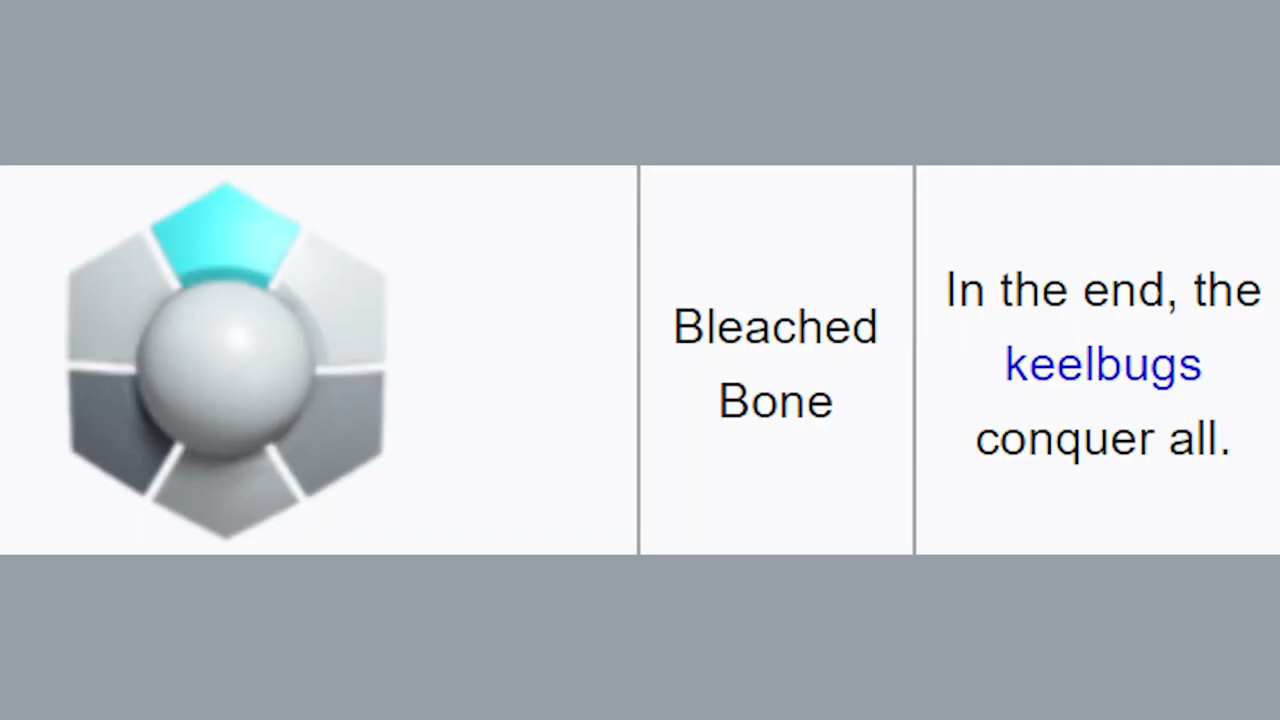 Bleached
Bone
In the end, the
keelbugs
conquer all.